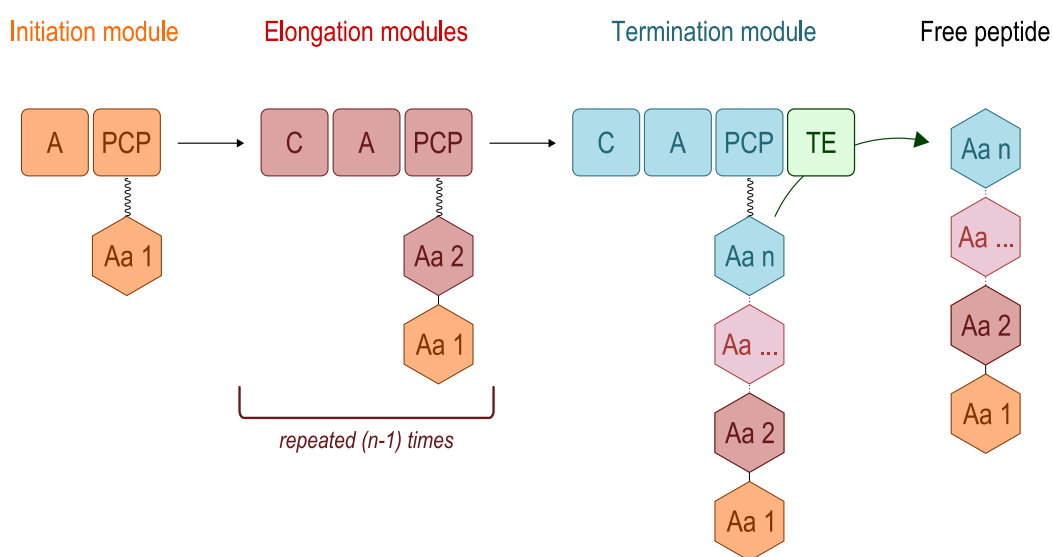 Initiation module
Elongation modules
Termination module
Free peptide
A
PCP
C
A
PCP
C
A
PCP
TE
Aa 1
Aa 2
Aa 1
repeated (n-1) times
Aa n
Aa ...
Aa 2
Aa 1
Aa n
Aa ...
Aa 2
Aa 1